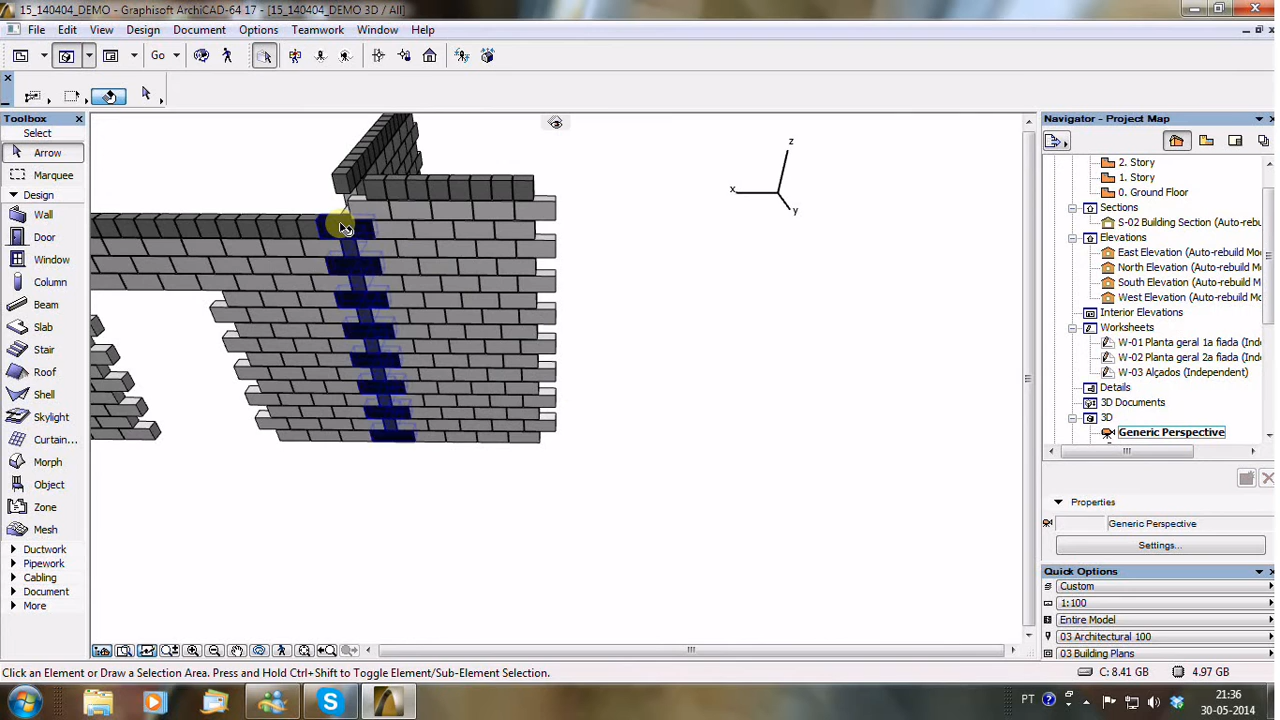 15_140404_DEMO - Graphisoft ArchiCAD-64 17 - [15_140404_DEMO 3D / All]
File Edit View Design Document Options Teamwork Window Help
Go
Toolbox
Select
Arrow
Marquee
Design
Wall
Door
Window
Column
Beam
Slab
Stair
Roof
Shell
Skylight
Curtain...
Morph
Object
Zone
Mesh
Ductwork
Pipework
Cabling
Document
More
z
x
y
Navigator - Project Map
2. Story
1. Story
0. Ground Floor
Sections
S-02 Building Section (Auto-rebuild
Elevations
East Elevation (Auto-rebuild Mo
North Elevation (Auto-rebuild M
South Elevation (Auto-rebuild M
West Elevation (Auto-rebuild Mo
Interior Elevations
Worksheets
W-01 Planta geral 1a fiada (Ind
W-02 Planta geral 2a fiada (Ind
W-03 Alçados (Independent)
Details
3D Documents
3D
Generic Perspective
Properties
Generic Perspective
Settings...
Quick Options
Custom
1:100
Entire Model
03 Architectural 100
03 Building Plans
Click an Element or Draw a Selection Area. Press and Hold Ctrl+Shift to Toggle Element/Sub-Element Selection.
C: 8.41 GB
4.97 GB
PT
21:36
30-05-2014